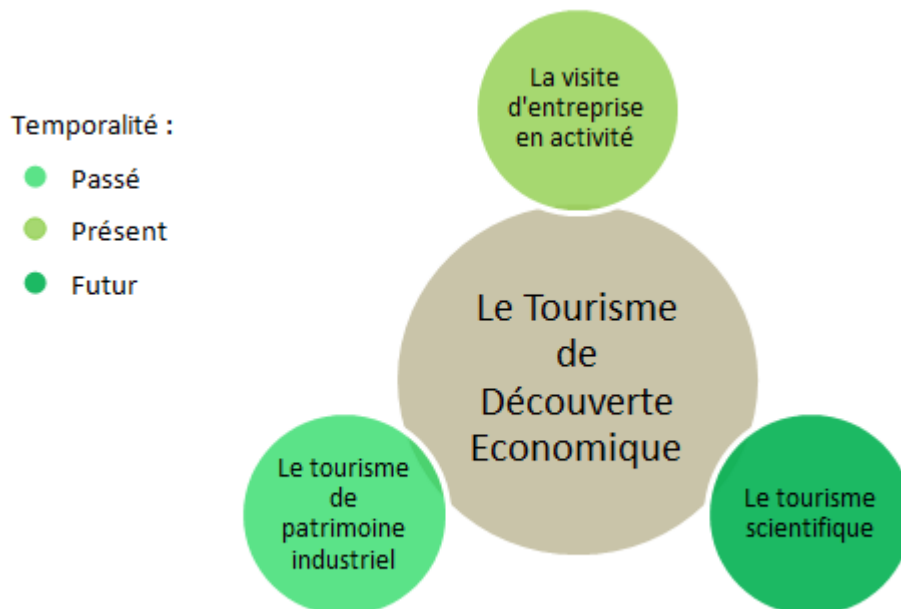 La visite
d'entreprise
en activité
Temporalité :
Passé
Présent
Futur
Le Tourisme
de
Découverte
Economique
Le tourisme
de
patrimoine
industriel
Le tourisme
scientifique